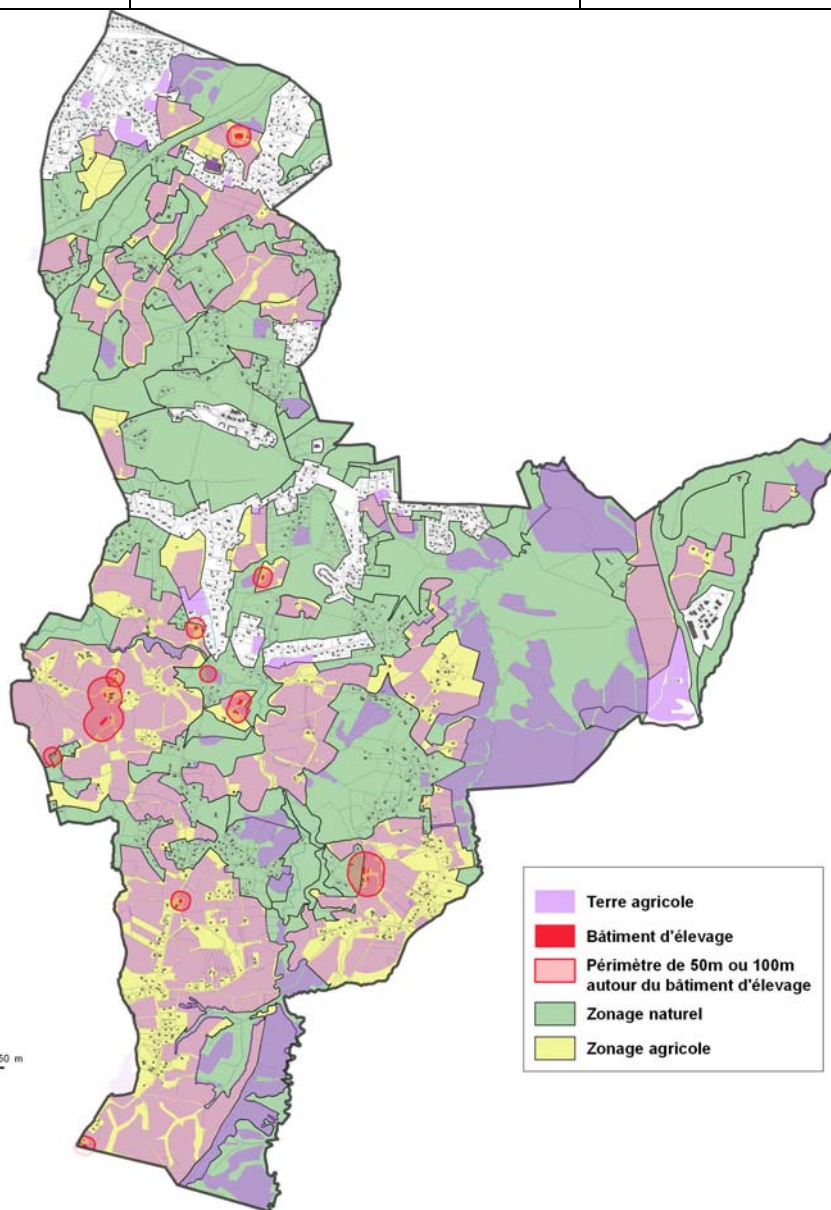 Terre agricole
Bâtiment d'élevage
Périmètre de 50m ou 100m
autour du bâtiment d'élevage
Zonage naturel
Zonage agricole
50 m